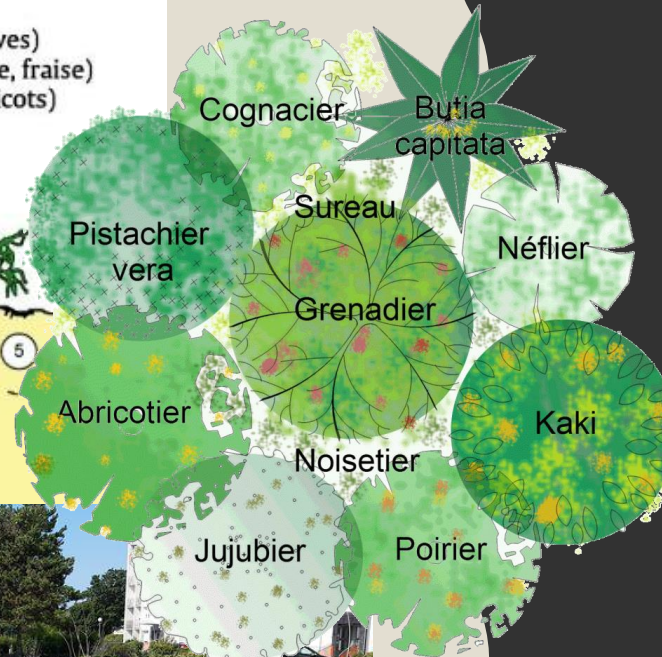 ves)
e, fraise)
icots)
Cognacier
Butia
capitata
Sureau
Pistachier
vera
Néflier
Grenadier
5
Abricotier
Kaki
Noisetier
Jujubier
Poirier